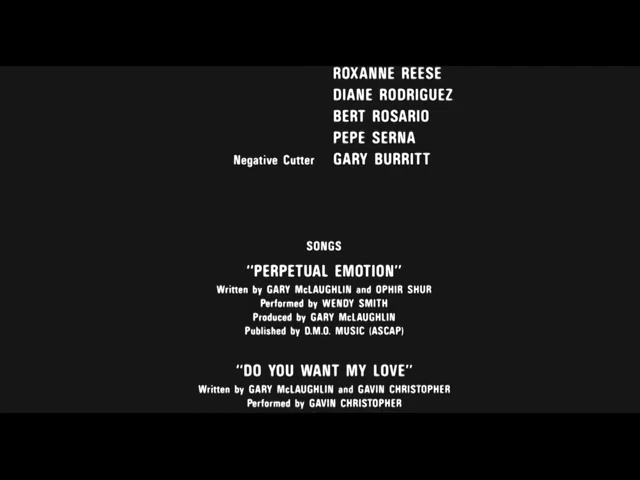 ROXANNE REESE
DIANE RODRIGUEZ
BERT ROSARIO
PEPE SERNA
Negative Cutter GARY BURRITT
SONGS
"PERPETUAL EMOTION"
Written by GARY McLAUGHLIN and OPHIR SHUR
Performed by WENDY SMITH
Produced by GARY McLAUGHLIN
Published by D.M.O. MUSIC (ASCAP)
"DO YOU WANT MY LOVE"
Written by GARY McLAUGHLIN and GAVIN CHRISTOPHER
Performed by GAVIN CHRISTOPHER